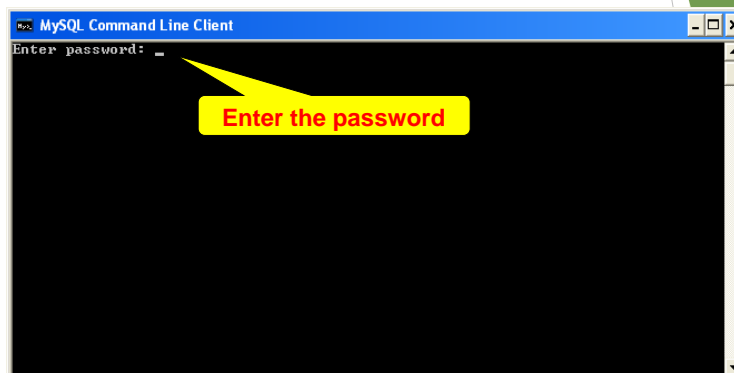 MySQL Command Line Client
Enter password: _
Enter the password